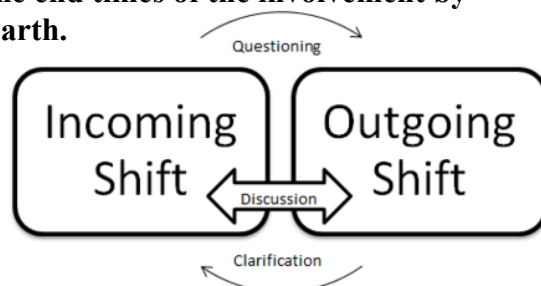 end times of the involvement by
arth.
Questioning
Incoming Shift
Outgoing Shift
Discussion
Clarification